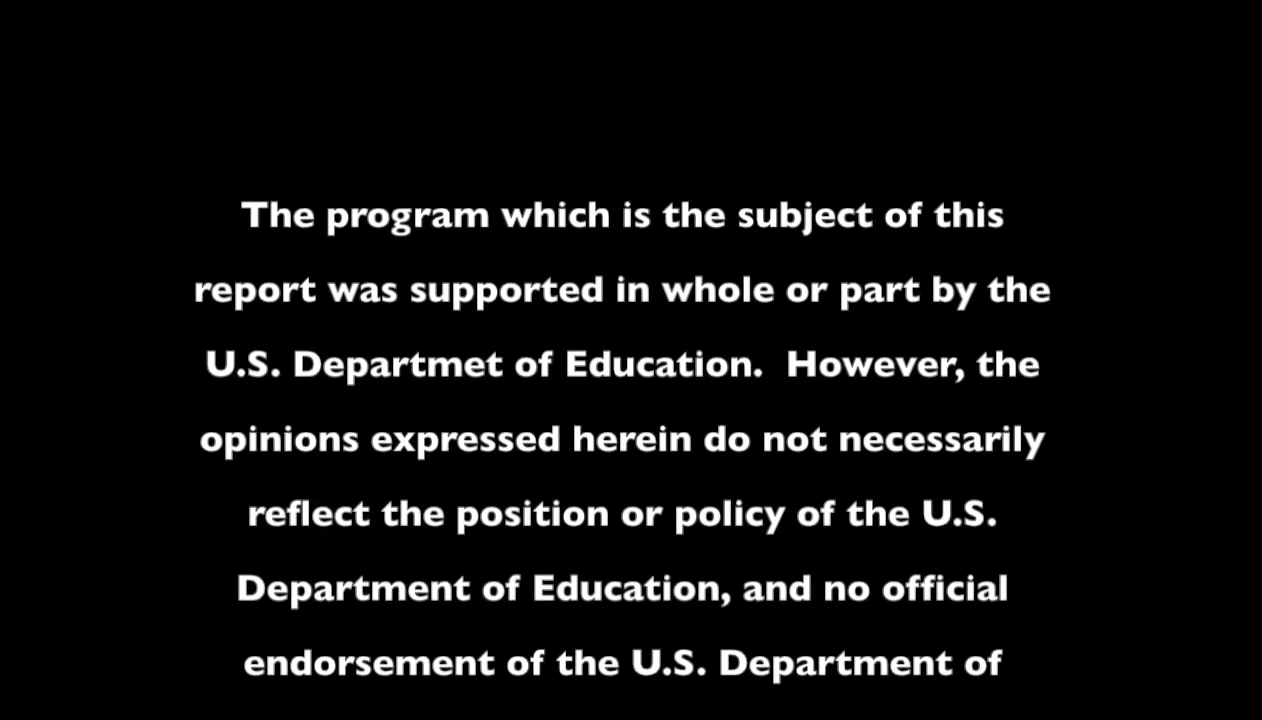 The program which is the subject of this
report was supported in whole or part by the
U.S. Departmet of Education.  However, the
opinions expressed herein do not necessarily
reflect the position or policy of the U.S.
Department of Education, and no official
endorsement of the U.S. Department of